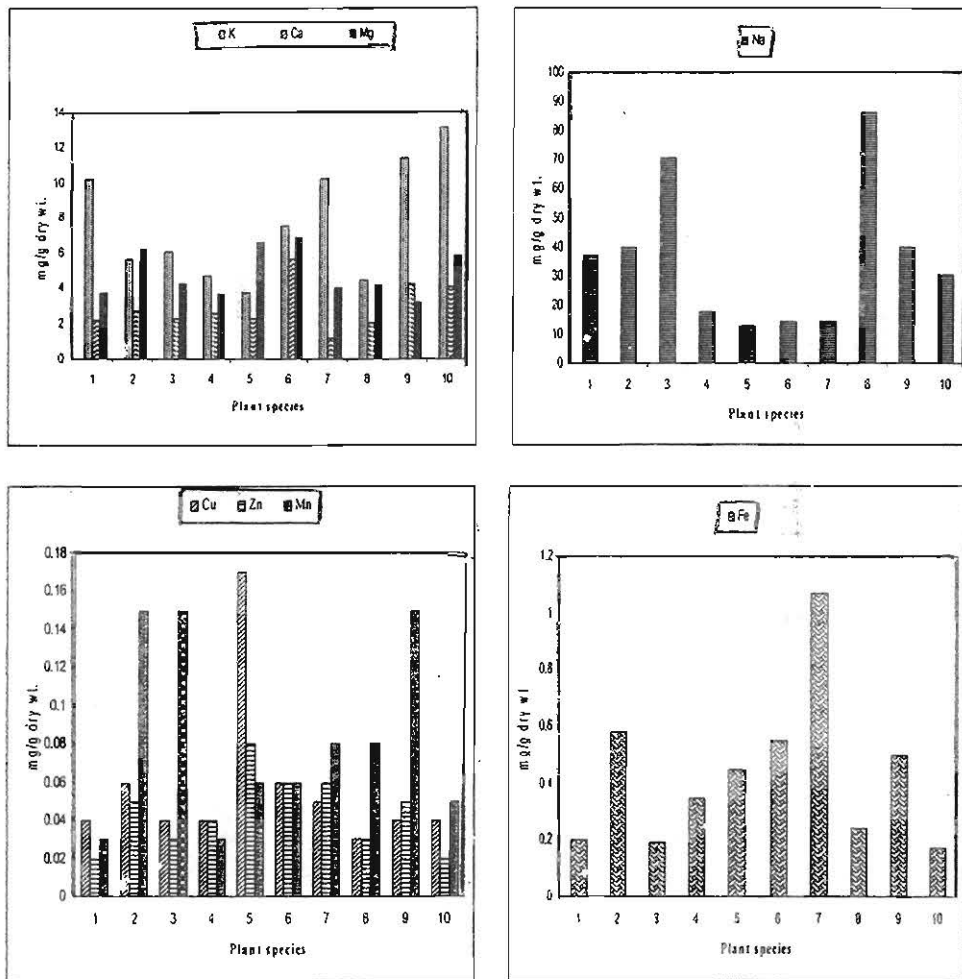 K Ca Mg
14
12
10
8
6
4
2
0
mg/g dry wt.
1 2 3 4 5 6 7 8 9 10
Plant species
Na
100
90
80
70
60
50
40
30
20
10
0
mg/g dry wt.
1 2 3 4 5 6 7 8 9 10
Plant species
Cu Zn Mn
0.18
0.16
0.14
0.12
0.1
0.08
0.06
0.04
0.02
0
mg/g dry wt.
1 2 3 4 5 6 7 8 9 10
Plant species
Fe
1.2
1
0.8
0.6
0.4
0.2
0
mg/g dry wt
1 2 3 4 5 6 7 8 9 10
Plant species